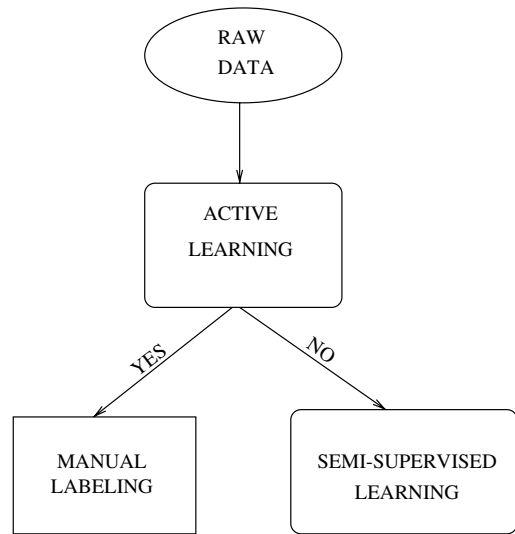 RAW
DATA
ACTIVE
LEARNING
YES
NO
MANUAL
LABELING
SEMI-SUPERVISED
LEARNING